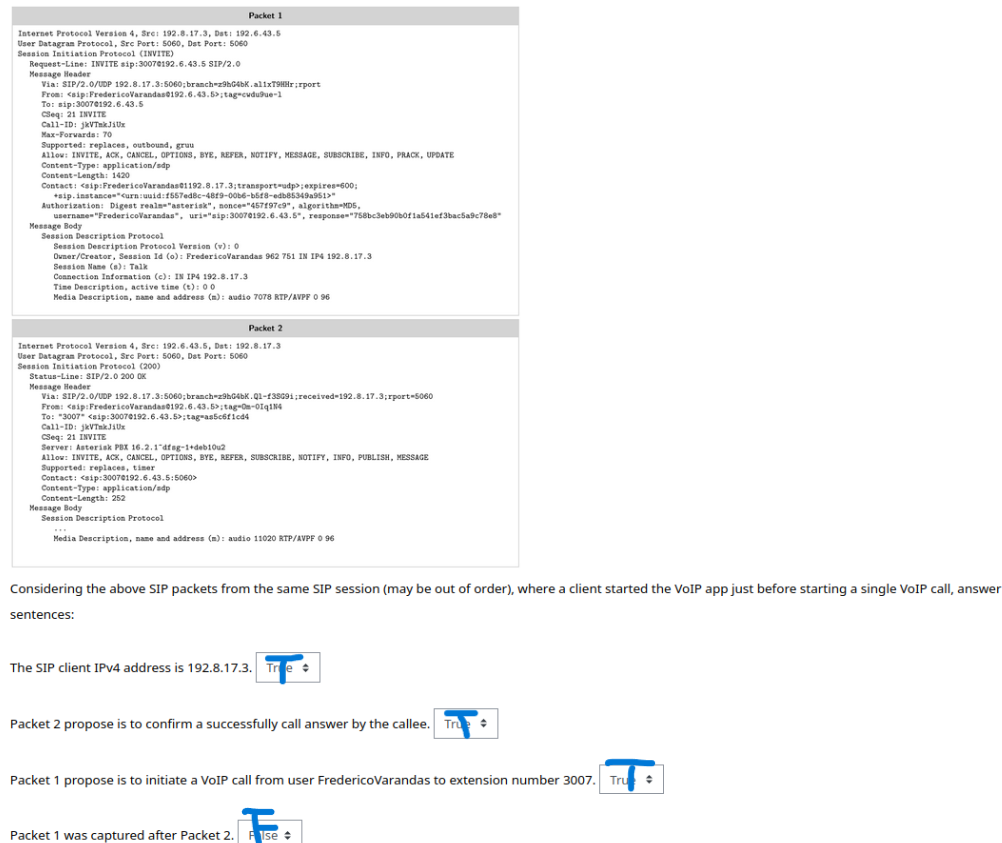 Packet 1
Internet Protocol Version 4, Src: 192.8.17.3, Dst: 192.6.43.5
User Datagram Protocol, Src Port: 5060, Dst Port: 5060
Session Initiation Protocol (INVITE)
Request-Line: INVITE sip:3007@192.6.43.5 SIP/2.0
Message Header
Via: SIP/2.0/UDP 192.8.17.3:5060;branch=z9hG4bK.al1xT9HHr;rport
From: <sip:FredericoVarandas@192.6.43.5>;tag=cwdu9ue-1
To: sip:3007@192.6.43.5
CSeq: 21 INVITE
Call-ID: jkVTmkJiUx
Max-Forwards: 70
Supported: replaces, outbound, gruu
Allow: INVITE, ACK, CANCEL, OPTIONS, BYE, REFER, NOTIFY, MESSAGE, SUBSCRIBE, INFO, PRACK, UPDATE
Content-Type: application/sdp
Content-Length: 1420
Contact: <sip:FredericoVarandas@1192.8.17.3;transport=udp>;expires=600;
+sip.instance="<urn:uuid:f557ed8c-48f9-00b6-b5f8-edb85349a951>"
Authorization: Digest realm="asterisk", nonce="457f97c9", algorithm=MD5,
username="FredericoVarandas", uri="sip:3007@192.6.43.5", response="758bc3eb90b0f1a541ef3bac5a9c78e8"
Message Body
Session Description Protocol
Session Description Protocol Version (v): 0
Owner/Creator, Session Id (o): FredericoVarandas 962 751 IN IP4 192.8.17.3
Session Name (s): Talk
Connection Information (c): IN IP4 192.8.17.3
Time Description, active time (t): 0 0
Media Description, name and address (m): audio 7078 RTP/AVPF 0 96
Packet 2
Internet Protocol Version 4, Src: 192.6.43.5, Dst: 192.8.17.3
User Datagram Protocol, Src Port: 5060, Dst Port: 5060
Session Initiation Protocol (200)
Status-Line: SIP/2.0 200 OK
Message Header
Via: SIP/2.0/UDP 192.8.17.3:5060;branch=z9hG4bK.Ql-f3SG9i;received=192.8.17.3;rport=5060
From: <sip:FredericoVarandas@192.6.43.5>;tag=Om-OIq1N4
To: "3007" <sip:3007@192.6.43.5>;tag=as5c6f1cd4
Call-ID: jkVTmkJiUx
CSeq: 21 INVITE
Server: Asterisk PBX 16.2.1~dfsg-1+deb10u2
Allow: INVITE, ACK, CANCEL, OPTIONS, BYE, REFER, SUBSCRIBE, NOTIFY, INFO, PUBLISH, MESSAGE
Supported: replaces, timer
Contact: <sip:3007@192.6.43.5:5060>
Content-Type: application/sdp
Content-Length: 252
Message Body
Session Description Protocol
...
Media Description, name and address (m): audio 11020 RTP/AVPF 0 96
Considering the above SIP packets from the same SIP session (may be out of order), where a client started the VoIP app just before starting a single VoIP call, answer
sentences:
The SIP client IPv4 address is 192.8.17.3. True T
Packet 2 propose is to confirm a successfully call answer by the callee. True T
Packet 1 propose is to initiate a VoIP call from user FredericoVarandas to extension number 3007. True T
Packet 1 was captured after Packet 2. False F